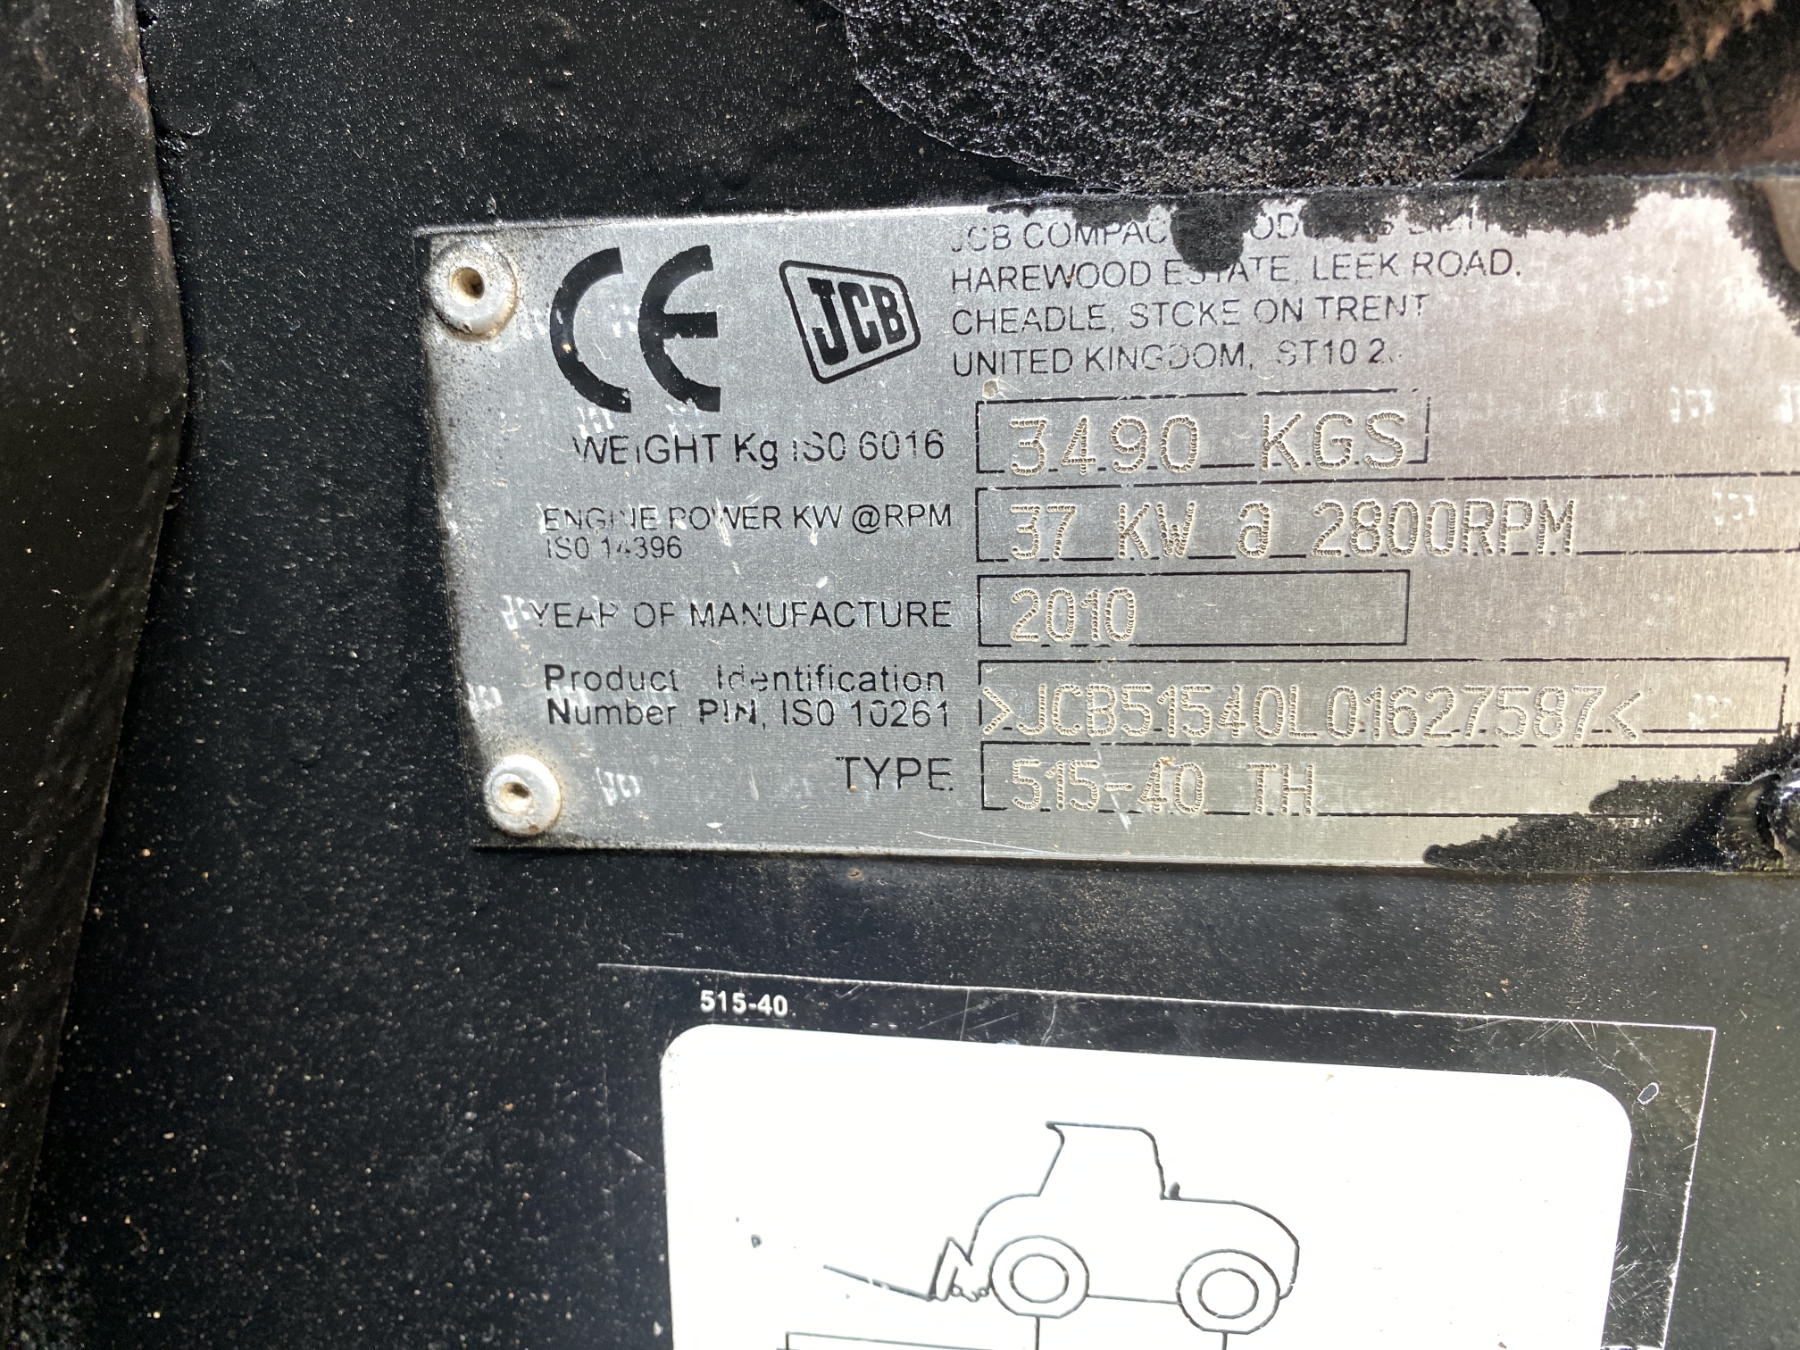 CE JCB
HAREWOOD ESTATE, LEEK ROAD,
CHEADLE, STOKE ON TRENT
UNITED KINGDOM, ST10
WEIGHT Kg ISO 6016 3490 KGS
ENGINE POWER KW @RPM 37 KW @ 2800RPM
ISO 14396
YEAR OF MANUFACTURE 2010
Product Identification
Number PIN, ISO 10261 >JCB51540L01627587<
TYPE 515-40 TH
515-40